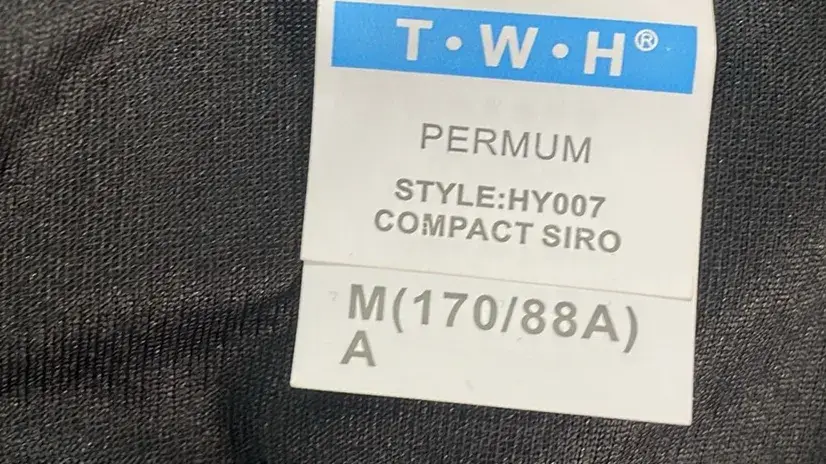 T·W·H®
PERMUM
STYLE:HY007
COMPACT SIRO
M(170/88A)
A